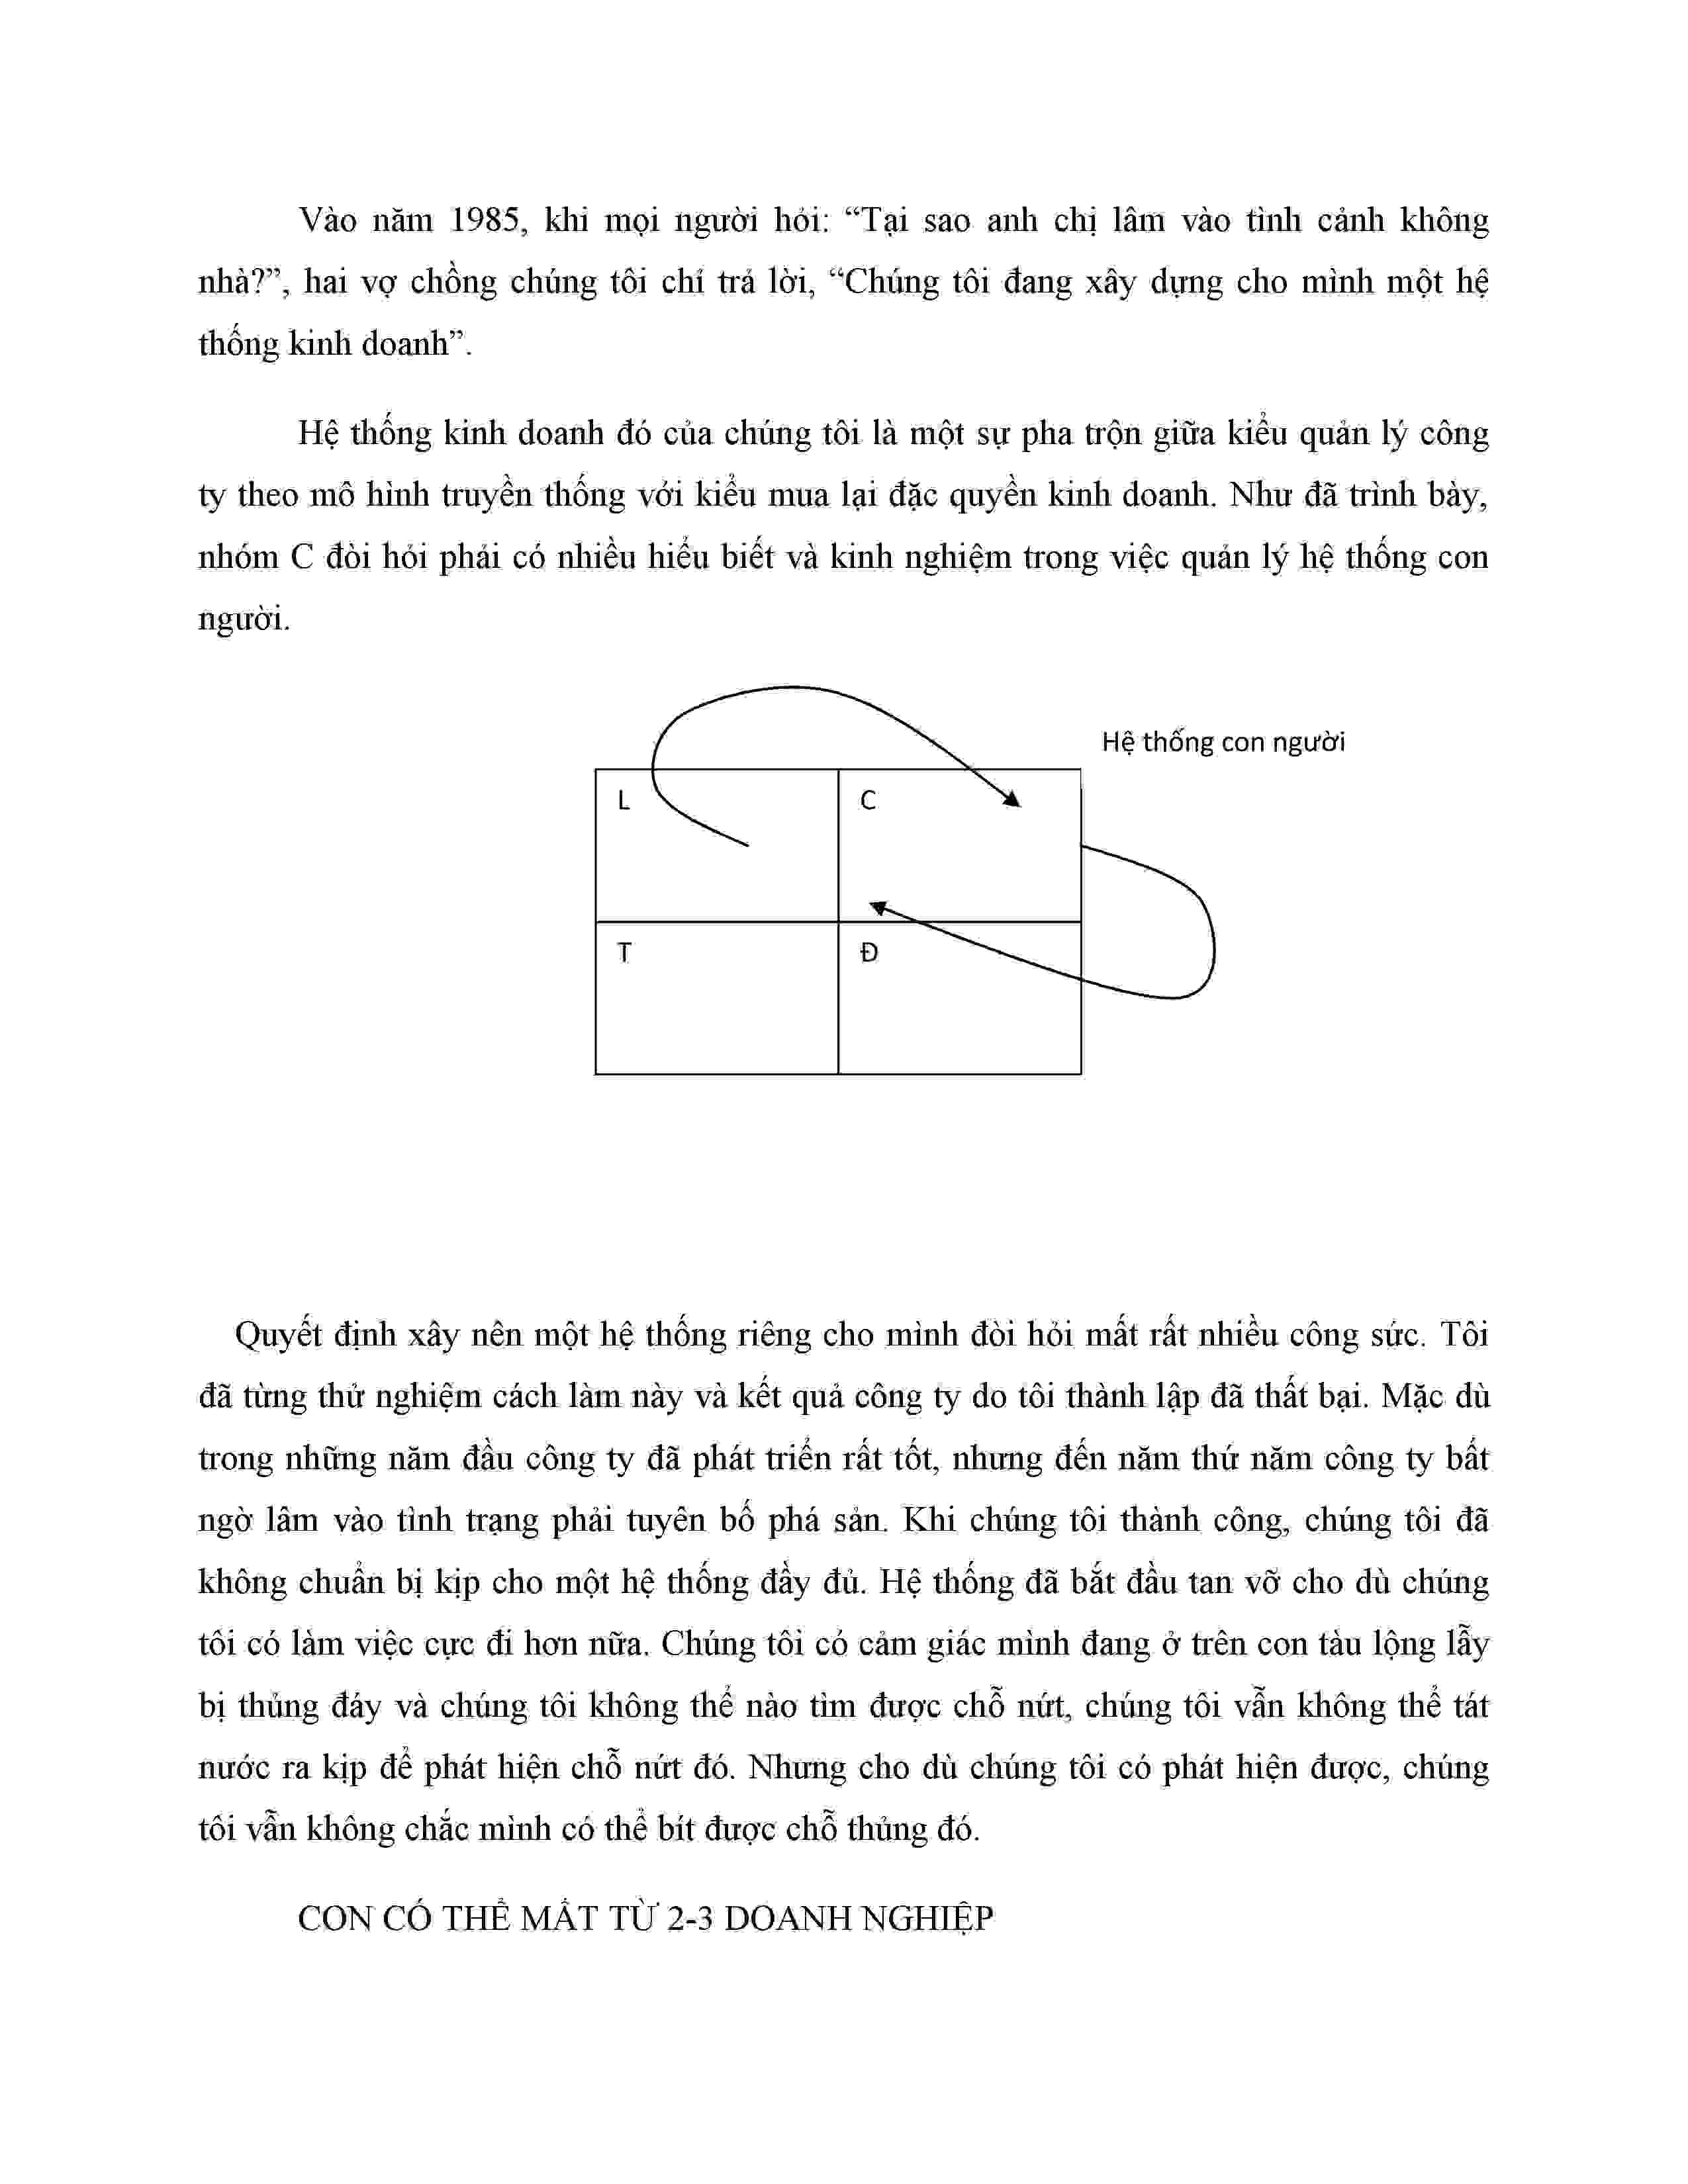 Vào năm 1985, khi mọi người hỏi: “Tại sao anh chị lâm vào tình cảnh không
nhà?”, hai vợ chồng chúng tôi chỉ trả lời, “Chúng tôi đang xây dựng cho mình một hệ
thống kinh doanh”.
Hệ thống kinh doanh đó của chúng tôi là một sự pha trộn giữa kiểu quản lý công
ty theo mô hình truyền thống với kiểu mua lại đặc quyền kinh doanh. Như đã trình bày,
nhóm C đòi hỏi phải có nhiều hiểu biết và kinh nghiệm trong việc quản lý hệ thống con
người.
Hệ thống con người
L
C
T
Đ
Quyết định xây nên một hệ thống riêng cho mình đòi hỏi mất rất nhiều công sức. Tôi
đã từng thử nghiệm cách làm này và kết quả công ty do tôi thành lập đã thất bại. Mặc dù
trong những năm đầu công ty đã phát triển rất tốt, nhưng đến năm thứ năm công ty bất
ngờ lâm vào tình trạng phải tuyên bố phá sản. Khi chúng tôi thành công, chúng tôi đã
không chuẩn bị kịp cho một hệ thống đầy đủ. Hệ thống đã bắt đầu tan vỡ cho dù chúng
tôi có làm việc cực đi hơn nữa. Chúng tôi có cảm giác mình đang ở trên con tàu lộng lẫy
bị thủng đáy và chúng tôi không thể nào tìm được chỗ nứt, chúng tôi vẫn không thể tát
nước ra kịp để phát hiện chỗ nứt đó. Nhưng cho dù chúng tôi có phát hiện được, chúng
tôi vẫn không chắc mình có thể bít được chỗ thủng đó.
CON CÓ THỂ MẤT TỪ 2-3 DOANH NGHIỆP